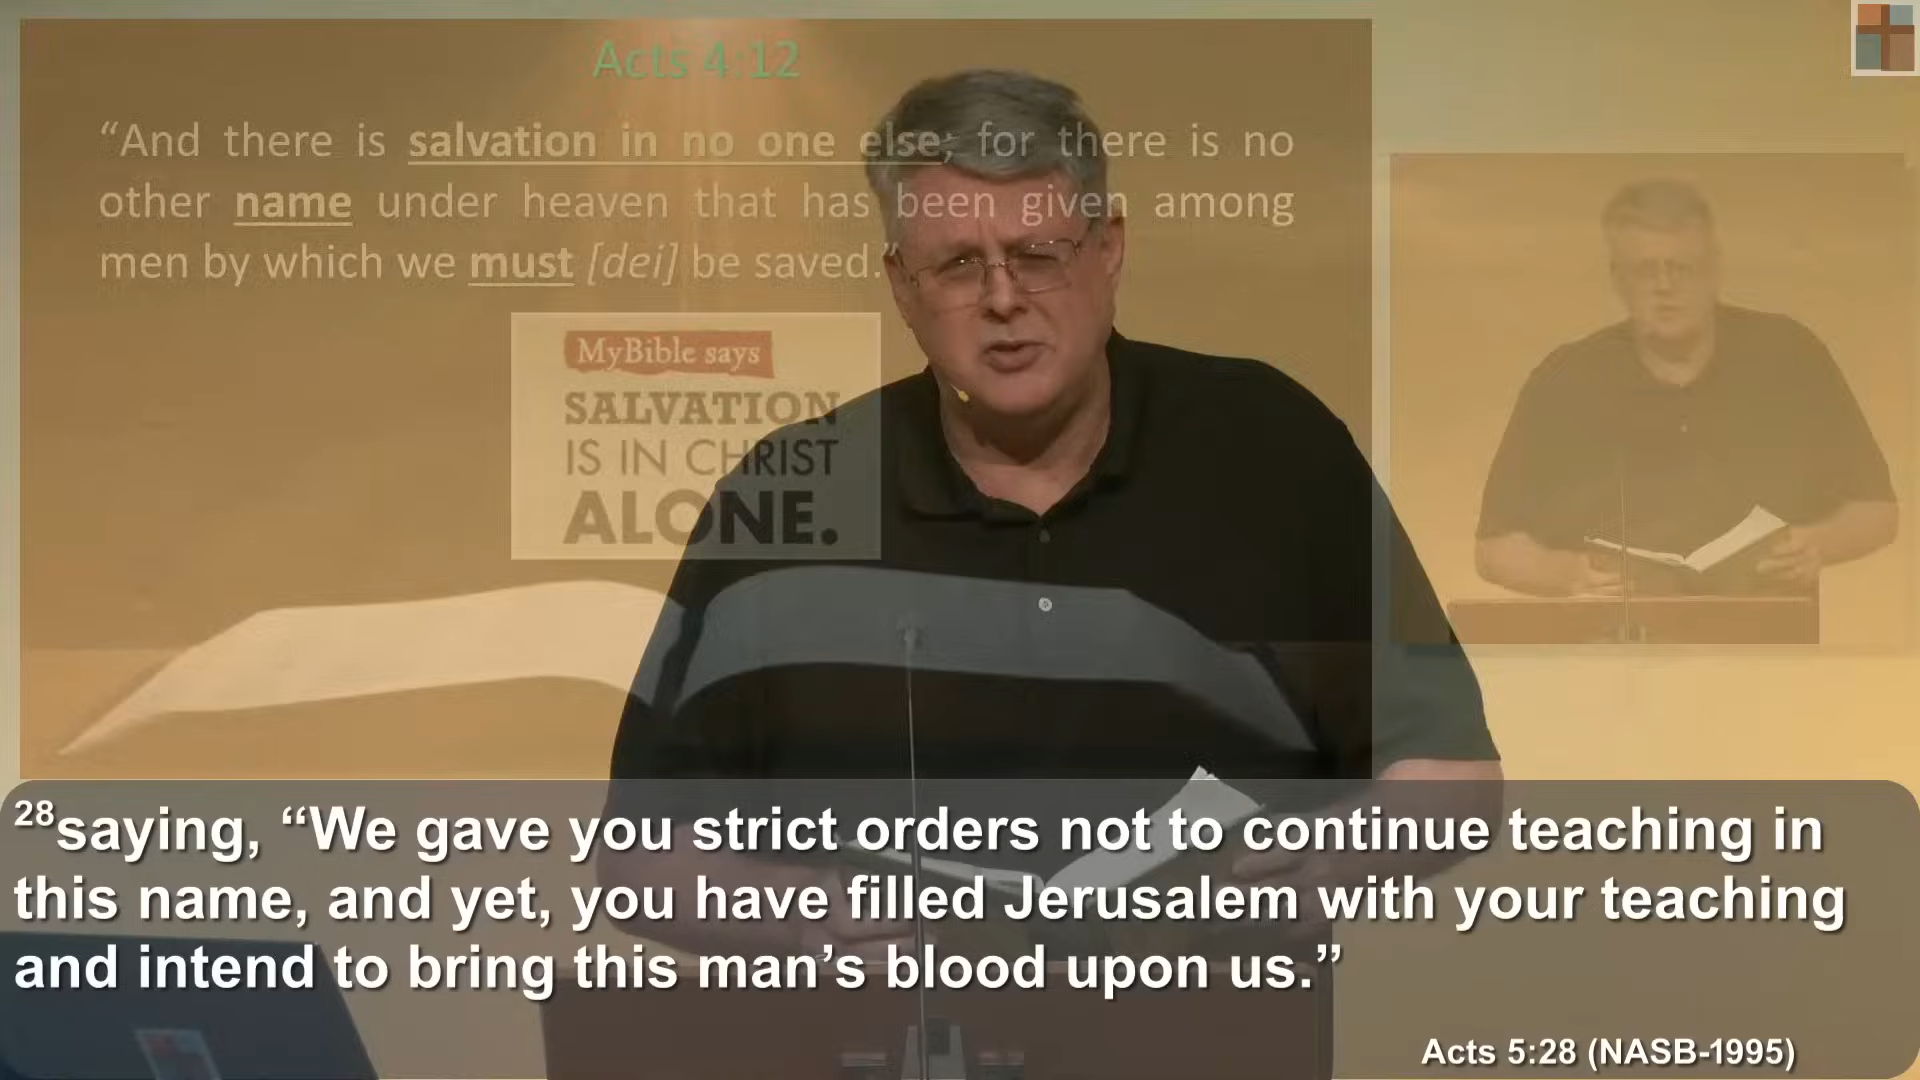 Acts 4:12
“And there is salvation in no one else; for there is no
other name under heaven that has been given among
men by which we must [dei] be saved.”
MyBible says
SALVATION
IS IN CHRIST
ALONE.
28saying, “We gave you strict orders not to continue teaching in
this name, and yet, you have filled Jerusalem with your teaching
and intend to bring this man’s blood upon us.”
Acts 5:28 (NASB-1995)